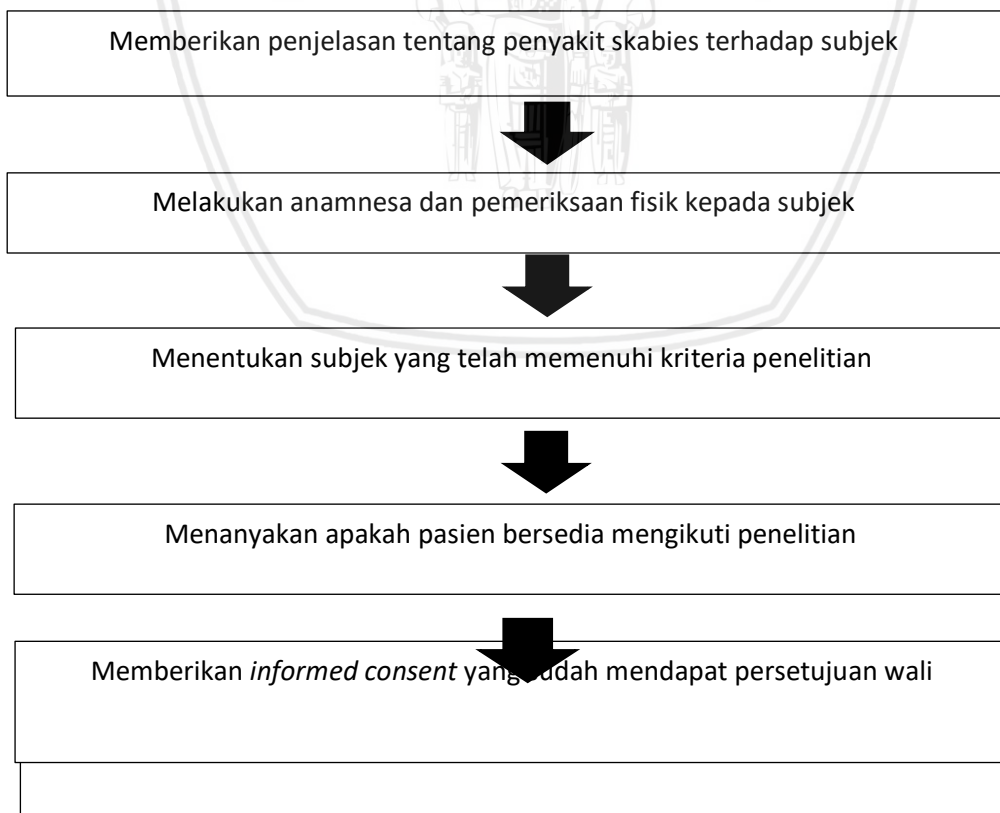 Memberikan penjelasan tentang penyakit skabies terhadap subjek
Melakukan anamnesa dan pemeriksaan fisik kepada subjek
Menentukan subjek yang telah memenuhi kriteria penelitian
Menanyakan apakah pasien bersedia mengikuti penelitian
Memberikan informed consent yang sudah mendapat persetujuan wali